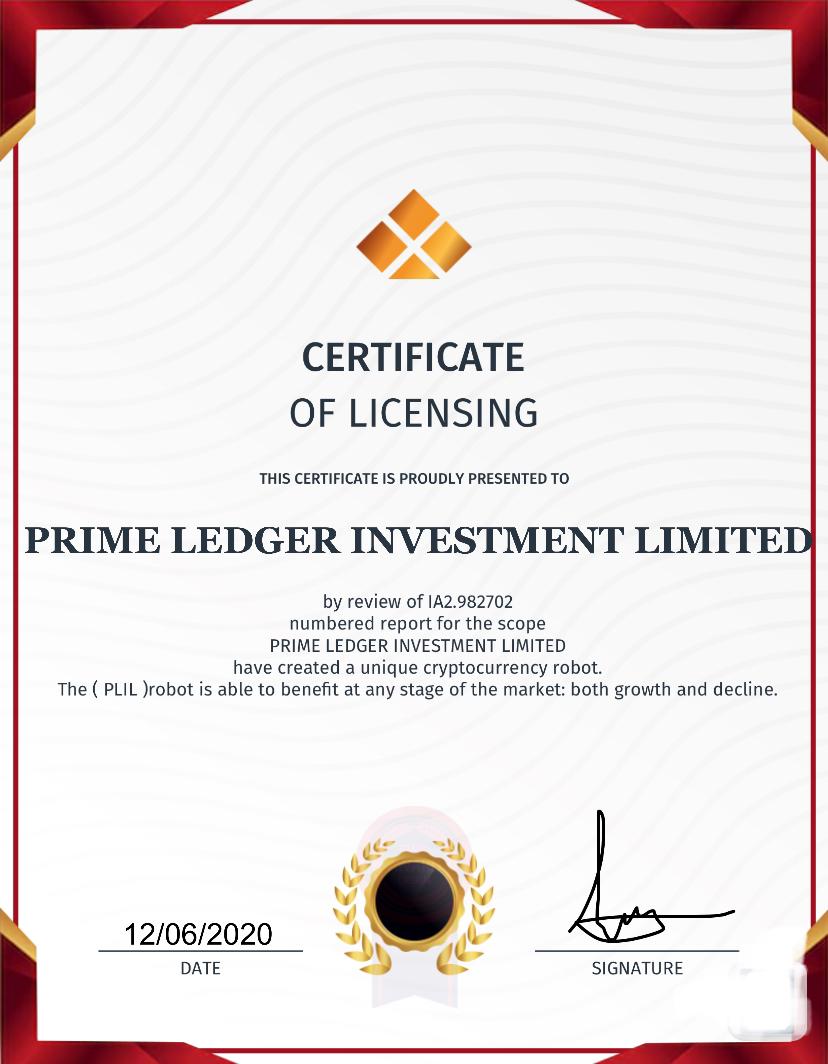 CERTIFICATE
OF LICENSING
THIS CERTIFICATE IS PROUDLY PRESENTED TO
PRIME LEDGER INVESTMENT LIMITED
by review of IA2.982702
numbered report for the scope
PRIME LEDGER INVESTMENT LIMITED
have created a unique cryptocurrency robot.
The ( PLIL )robot is able to benefit at any stage of the market: both growth and decline.
12/06/2020
DATE
SIGNATURE